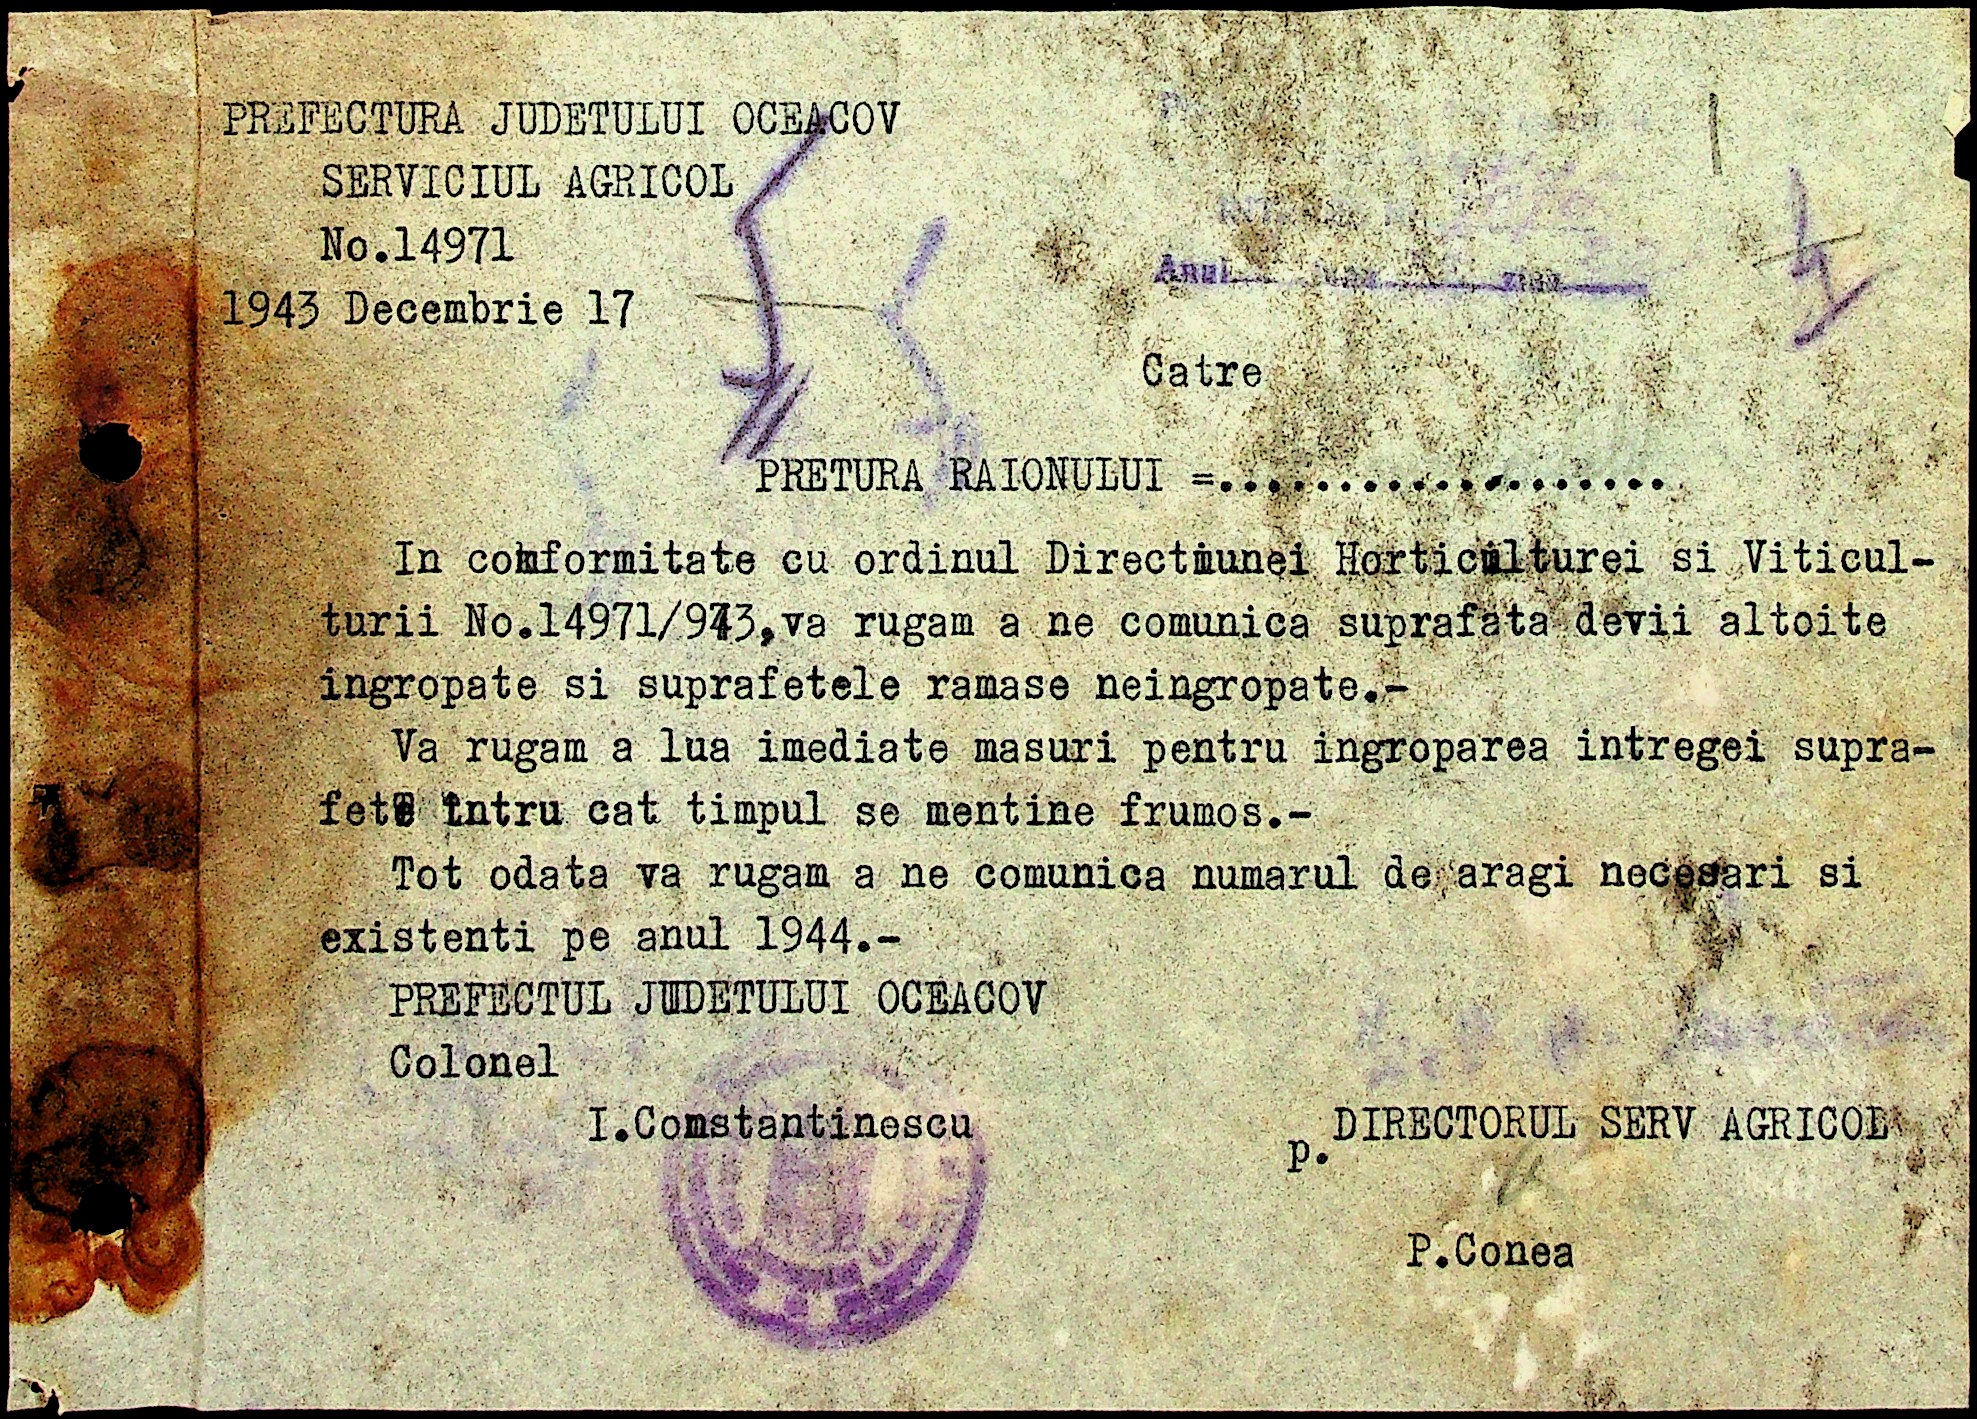 PREFECTURA JUDETULUI OCEACOV
SERVICIUL AGRICOL
No.14971
1943 Decembrie 17
Anul
Catre
PRETURA RAIONULUI =...................
In comformitate cu ordinul Directiunei Horticulturei si Viticul-
turii No.14971/943,va rugam a ne comunica suprafata devii altoite
ingropate si suprafetele ramase neingropate.-
Va rugam a lua imediate masuri pentru ingroparea intregei supra-
fete intru cat timpul se mentine frumos.-
Tot odata va rugam a ne comunica numarul de aragi necesari si
existenti pe anul 1944.-
PREFECTUL JUDETULUI OCEACOV
Colonel
I.Constantinescu
p. DIRECTORUL SERV AGRICOL
P.Conea